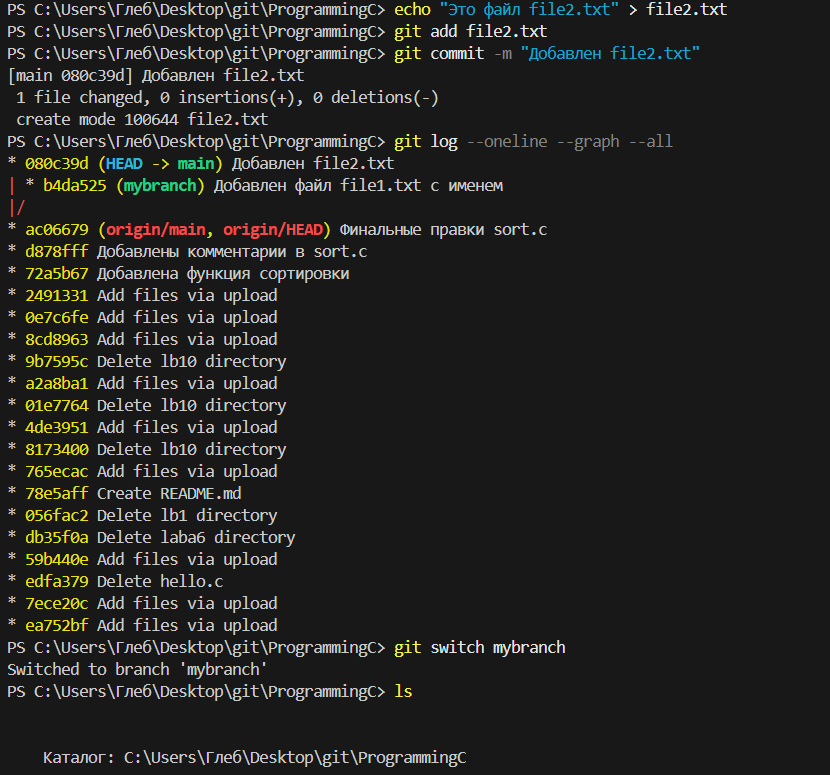 PS C:\Users\Глеб\Desktop\git\ProgrammingC> echo "Это файл file2.txt" > file2.txt
PS C:\Users\Глеб\Desktop\git\ProgrammingC> git add file2.txt
PS C:\Users\Глеб\Desktop\git\ProgrammingC> git commit -m "Добавлен file2.txt"
[main 080c39d] Добавлен file2.txt
 1 file changed, 0 insertions(+), 0 deletions(-)
 create mode 100644 file2.txt
PS C:\Users\Глеб\Desktop\git\ProgrammingC> git log --oneline --graph --all
* 080c39d (HEAD -> main) Добавлен file2.txt
| * b4da525 (mybranch) Добавлен файл file1.txt с именем
|/
* ac06679 (origin/main, origin/HEAD) Финальные правки sort.c
* d878fff Добавлены комментарии в sort.c
* 72a5b67 Добавлена функция сортировки
* 2491331 Add files via upload
* 0e7c6fe Add files via upload
* 8cd8963 Add files via upload
* 9b7595c Delete lb10 directory
* a2a8ba1 Add files via upload
* 01e7764 Delete lb10 directory
* 4de3951 Add files via upload
* 8173400 Delete lb10 directory
* 765ecac Add files via upload
* 78e5aff Create README.md
* 056fac2 Delete lb1 directory
* db35f0a Delete laba6 directory
* 59b440e Add files via upload
* edfa379 Delete hello.c
* 7ece20c Add files via upload
* ea752bf Add files via upload
PS C:\Users\Глеб\Desktop\git\ProgrammingC> git switch mybranch
Switched to branch 'mybranch'
PS C:\Users\Глеб\Desktop\git\ProgrammingC> ls
    Каталог: C:\Users\Глеб\Desktop\git\ProgrammingC